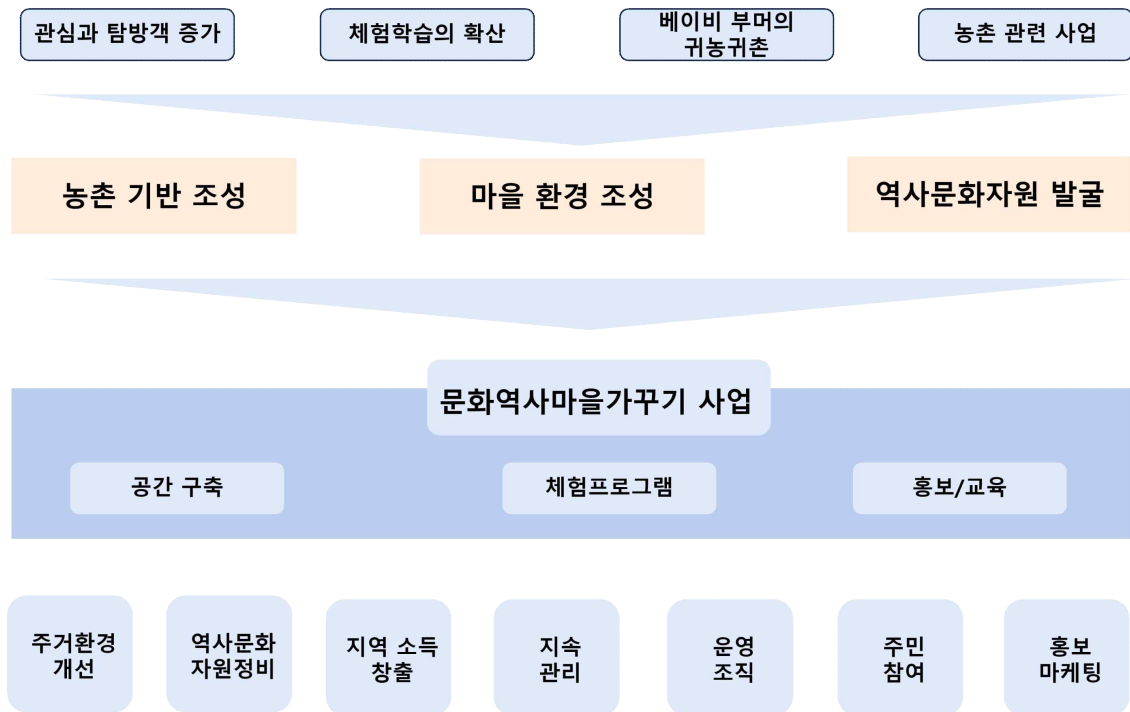 관심과 탐방객 증가
체험학습의 확산
베이비 부머의
귀농귀촌
농촌 관련 사업
농촌 기반 조성
마을 환경 조성
역사문화자원 발굴
문화역사마을가꾸기 사업
공간 구축
체험프로그램
홍보/교육
주거환경
개선
역사문화
자원정비
지역 소득
창출
지속
관리
운영
조직
주민
참여
홍보
마케팅